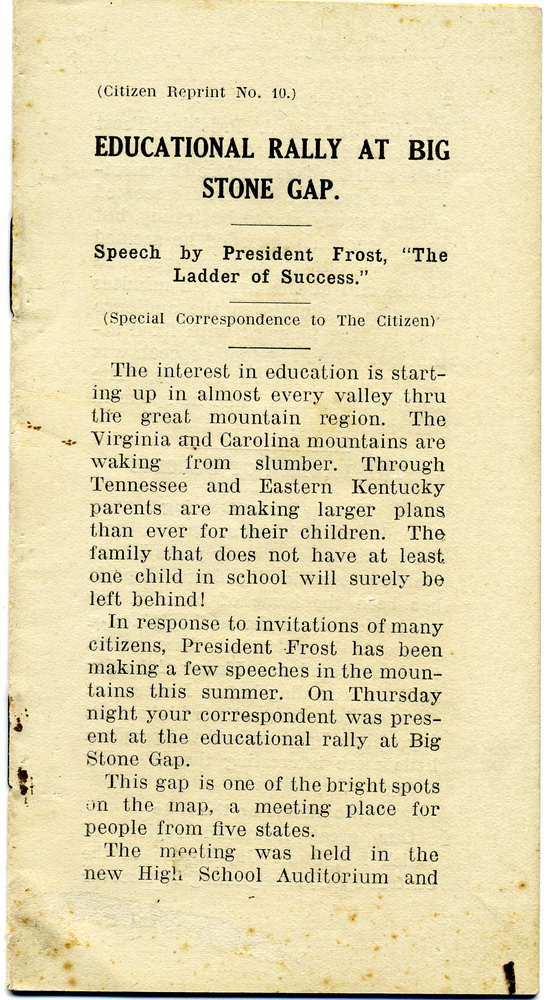 (Citizen Reprint No. 10.)
EDUCATIONAL RALLY AT BIG
STONE GAP.
Speech by President Frost, “The
Ladder of Success.”
(Special Correspondence to The Citizen)
The interest in education is start-
ing up in almost every valley thru
the great mountain region. The
Virginia and Carolina mountains are
waking from slumber. Through
Tennessee and Eastern Kentucky
parents are making larger plans
than ever for their children. The
family that does not have at least
one child in school will surely be
left behind!
In response to invitations of many
citizens, President Frost has been
making a few speeches in the moun-
tains this summer. On Thursday
night your correspondent was pres-
ent at the educational rally at Big
Stone Gap.
This gap is one of the bright spots
on the map, a meeting place for
people from five states.
The meeting was held in the
new High School Auditorium and